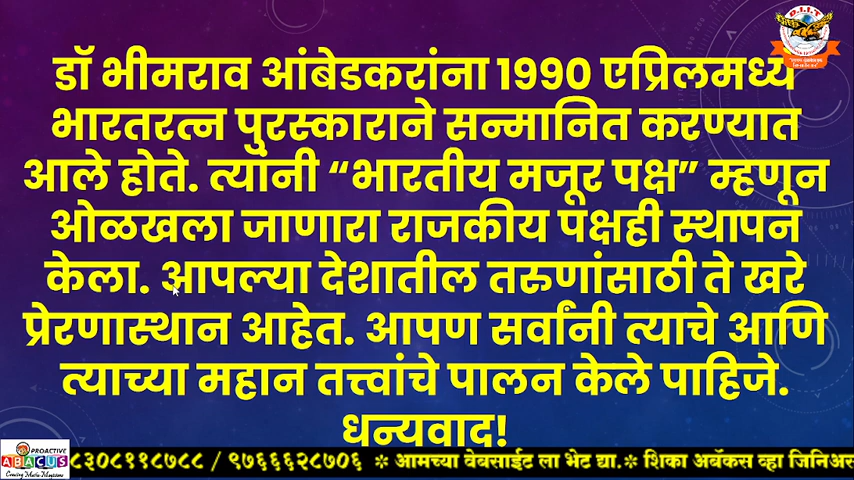 डॉ भीमराव आंबेडकरांना 1990 एप्रिलमध्ये
भारतरत्न पुरस्काराने सन्मानित करण्यात
आले होते. त्यांनी “भारतीय मजूर पक्ष” म्हणून
ओळखला जाणारा राजकीय पक्षही स्थापन
केला. आपल्या देशातील तरुणांसाठी ते खरे
प्रेरणास्थान आहेत. आपण सर्वांनी त्याचे आणि
त्याच्या महान तत्त्वांचे पालन केले पाहिजे.
धन्यवाद!
PROACTIVE
ABACUS
८३०८११८७८८ / ९७६६६२८७०६ * आमच्या वेबसाईट ला भेट द्या.* शिका अबॅकस व्हा जिनिअस